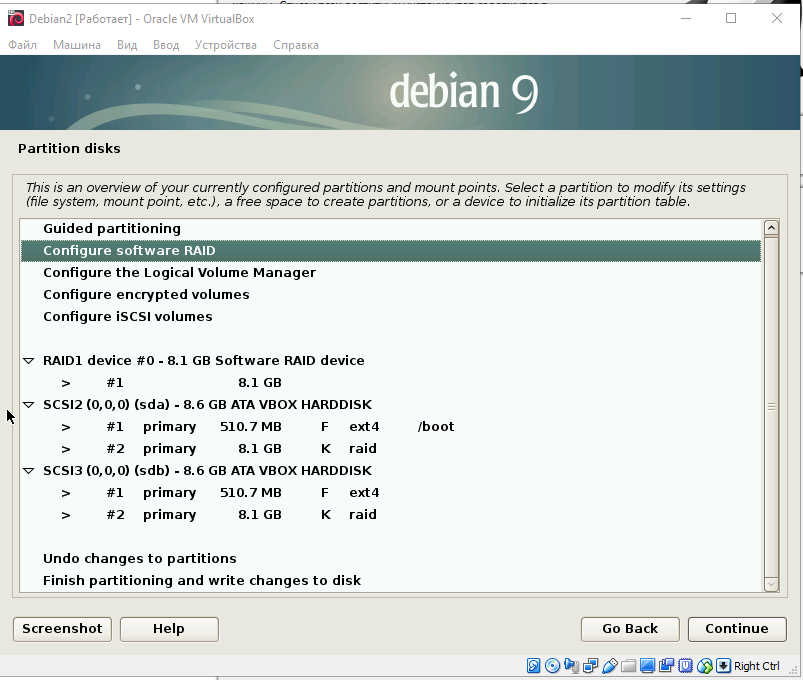 Debian2 [Работает] - Oracle VM VirtualBox
Файл Машина Вид Ввод Устройства Справка
debian 9
Partition disks
This is an overview of your currently configured partitions and mount points. Select a partition to modify its settings
(file system, mount point, etc.), a free space to create partitions, or a device to initialize its partition table.
Guided partitioning
Configure software RAID
Configure the Logical Volume Manager
Configure encrypted volumes
Configure iSCSI volumes
RAID1 device #0 - 8.1 GB Software RAID device
> #1 8.1 GB
SCSI2 (0,0,0) (sda) - 8.6 GB ATA VBOX HARDDISK
> #1 primary 510.7 MB F ext4 /boot
> #2 primary 8.1 GB K raid
SCSI3 (0,0,0) (sdb) - 8.6 GB ATA VBOX HARDDISK
> #1 primary 510.7 MB F ext4
> #2 primary 8.1 GB K raid
Undo changes to partitions
Finish partitioning and write changes to disk
Screenshot Help Go Back Continue
Right Ctrl